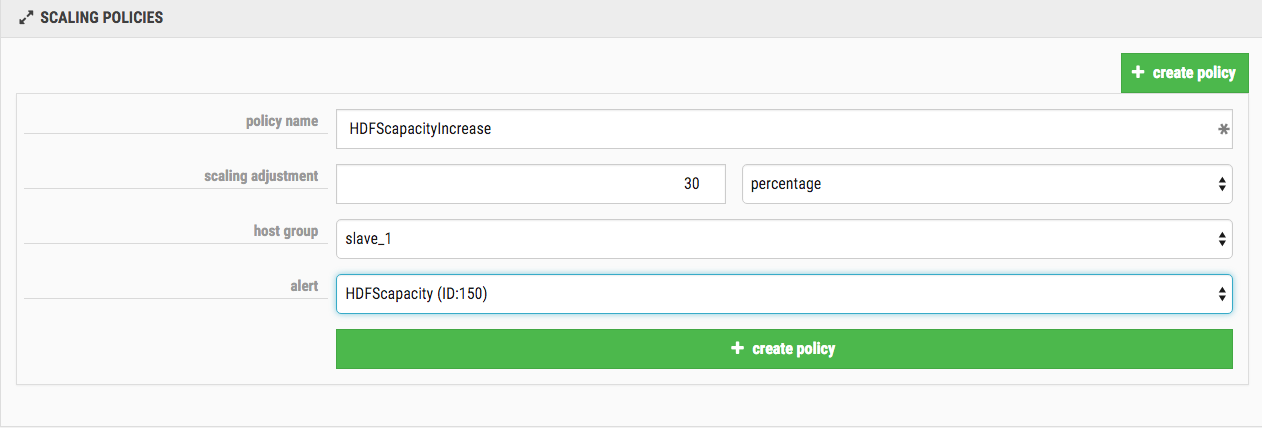 SCALING POLICIES
+ create policy
policy name HDFScapacityIncrease *
scaling adjustment 30 percentage
host group slave_1
alert HDFScapacity (ID:150)
+ create policy